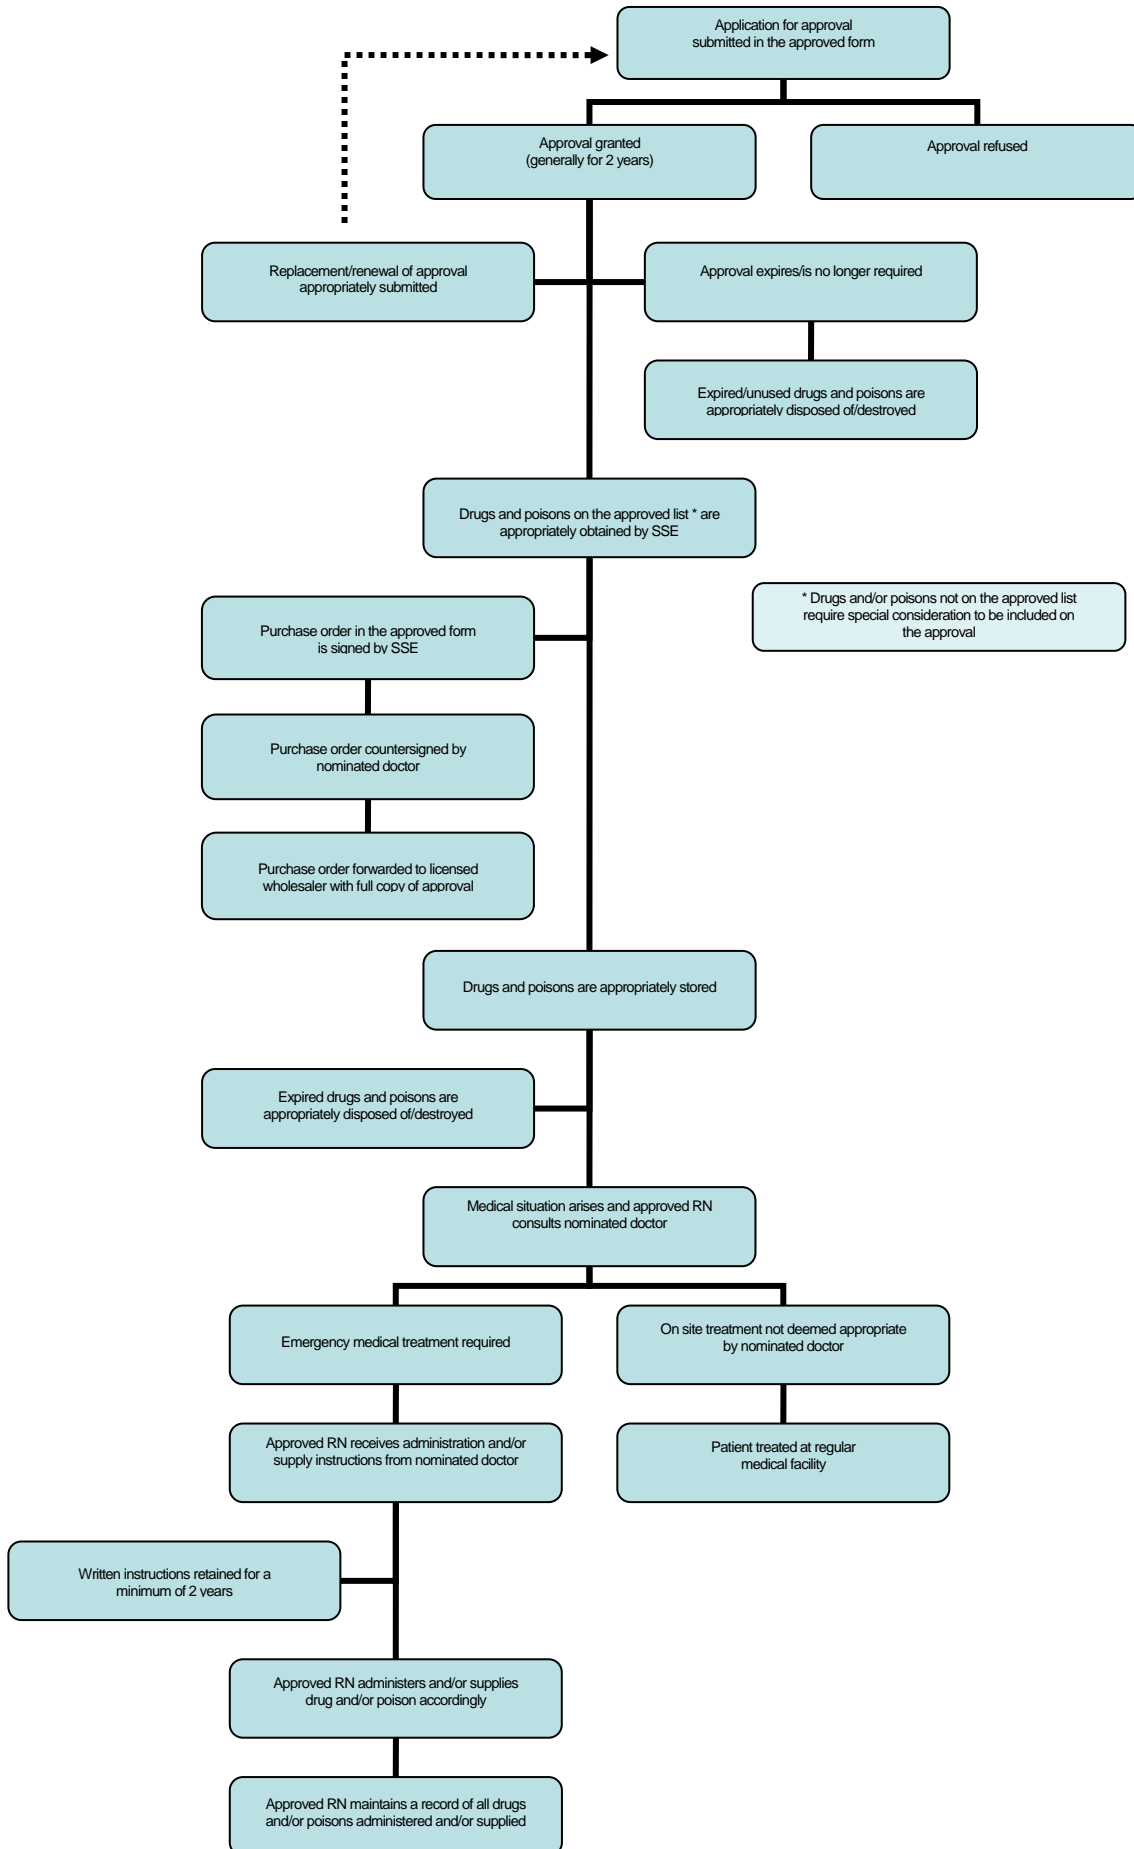 Application for approval
submitted in the approved form
Approval granted
(generally for 2 years)
Approval refused
Replacement/renewal of approval
appropriately submitted
Approval expires/is no longer required
Expired/unused drugs and poisons are
appropriately disposed of/destroyed
Drugs and poisons on the approved list * are
appropriately obtained by SSE
* Drugs and/or poisons not on the approved list
require special consideration to be included on
the approval
Purchase order in the approved form
is signed by SSE
Purchase order countersigned by
nominated doctor
Purchase order forwarded to licensed
wholesaler with full copy of approval
Drugs and poisons are appropriately stored
Expired drugs and poisons are
appropriately disposed of/destroyed
Medical situation arises and approved RN
consults nominated doctor
Emergency medical treatment required
On site treatment not deemed appropriate
by nominated doctor
Approved RN receives administration and/or
supply instructions from nominated doctor
Patient treated at regular
medical facility
Written instructions retained for a
minimum of 2 years
Approved RN administers and/or supplies
drug and/or poison accordingly
Approved RN maintains a record of all drugs
and/or poisons administered and/or supplied